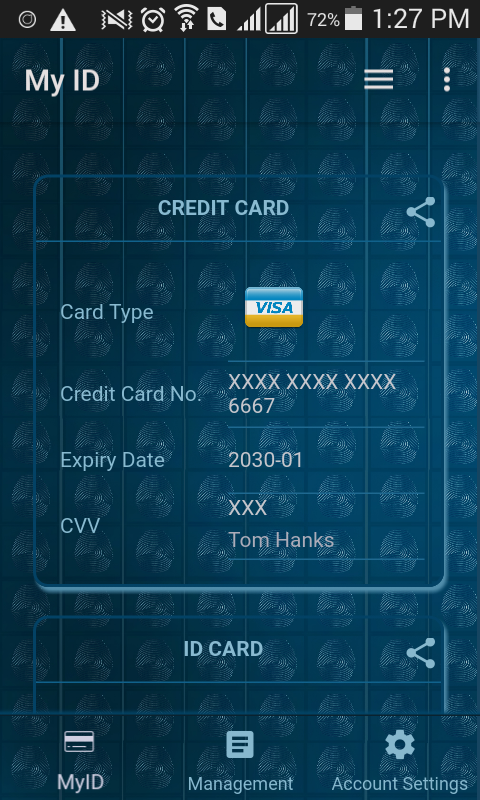 72% 1:27 PM
My ID
CREDIT CARD
Card Type VISA
Credit Card No. XXXX XXXX XXXX
6667
Expiry Date 2030-01
CVV XXX
Tom Hanks
ID CARD
MyID Management Account Settings